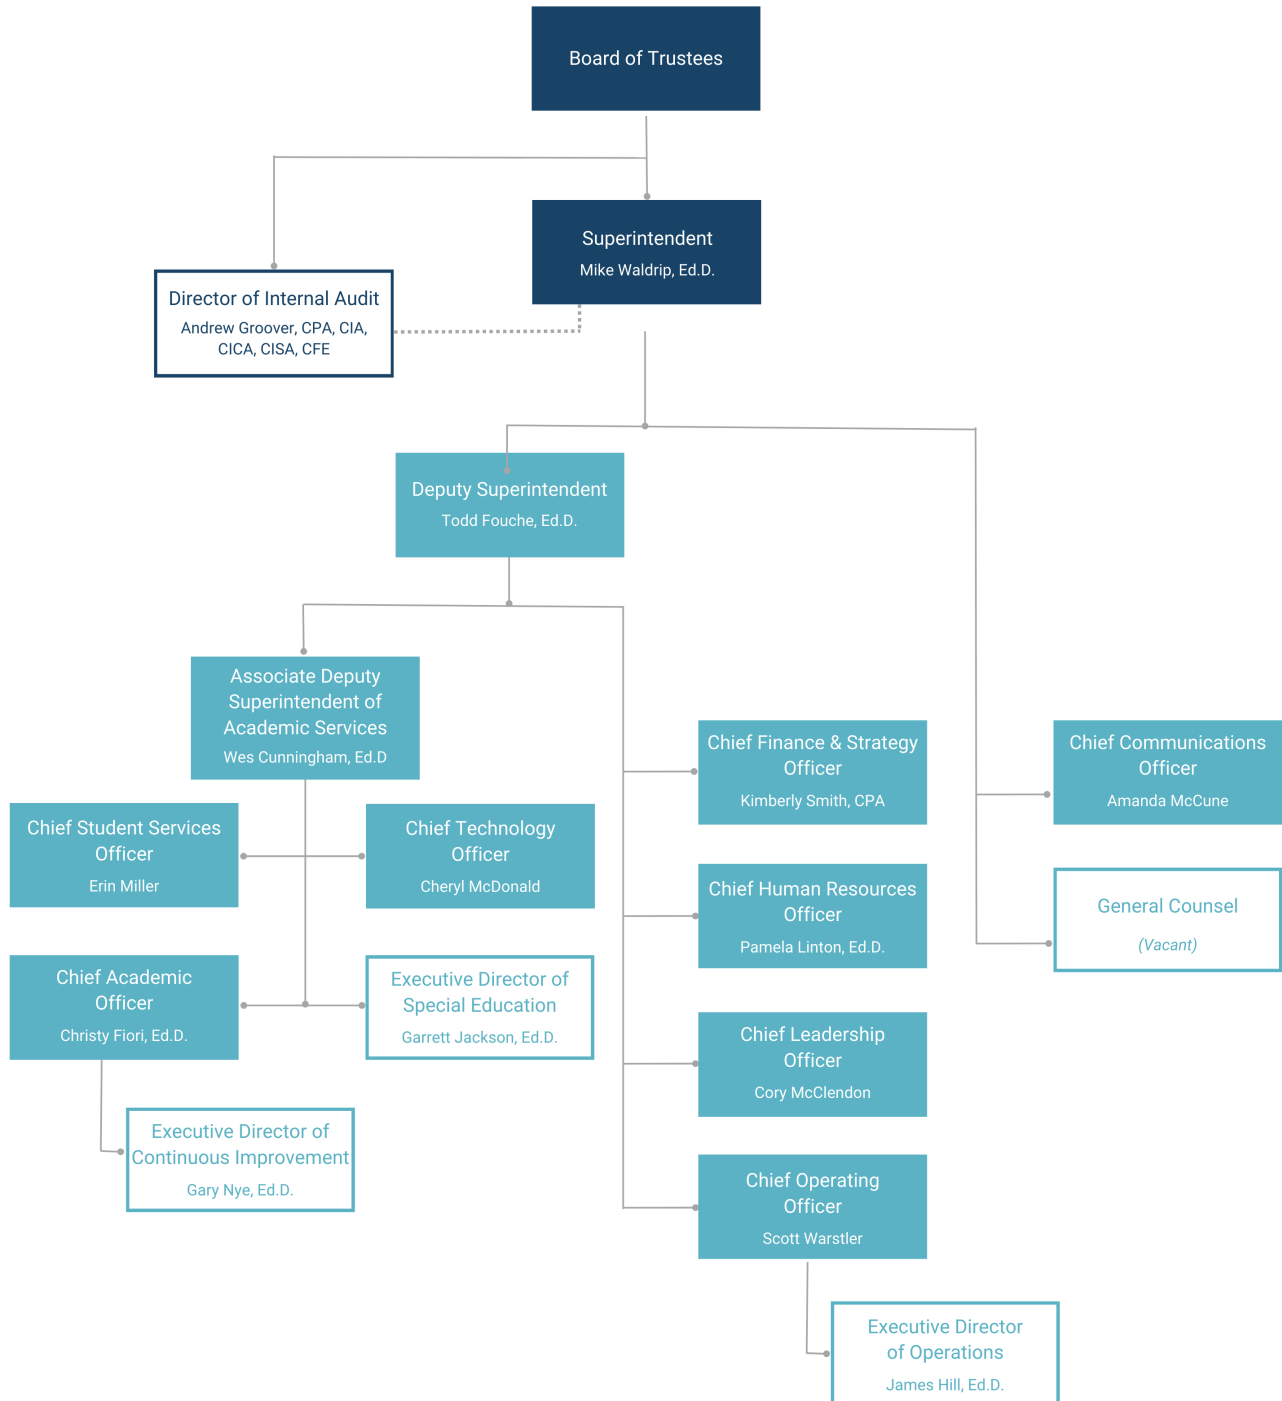 Board of Trustees
Superintendent
Mike Waldrip, Ed.D.
Director of Internal Audit
Andrew Groover, CPA, CIA,
CICA, CISA, CFE
Deputy Superintendent
Todd Fouche, Ed.D.
Associate Deputy
Superintendent of
Academic Services
Wes Cunningham, Ed.D
Chief Student Services
Officer
Erin Miller
Chief Technology
Officer
Cheryl McDonald
Chief Academic
Officer
Christy Fiori, Ed.D.
Executive Director of
Special Education
Garrett Jackson, Ed.D.
Executive Director of
Continuous Improvement
Gary Nye, Ed.D.
Chief Finance & Strategy
Officer
Kimberly Smith, CPA
Chief Human Resources
Officer
Pamela Linton, Ed.D.
Chief Leadership
Officer
Cory McClendon
Chief Operating
Officer
Scott Warstler
Executive Director
of Operations
James Hill, Ed.D.
Chief Communications
Officer
Amanda McCune
General Counsel
(Vacant)